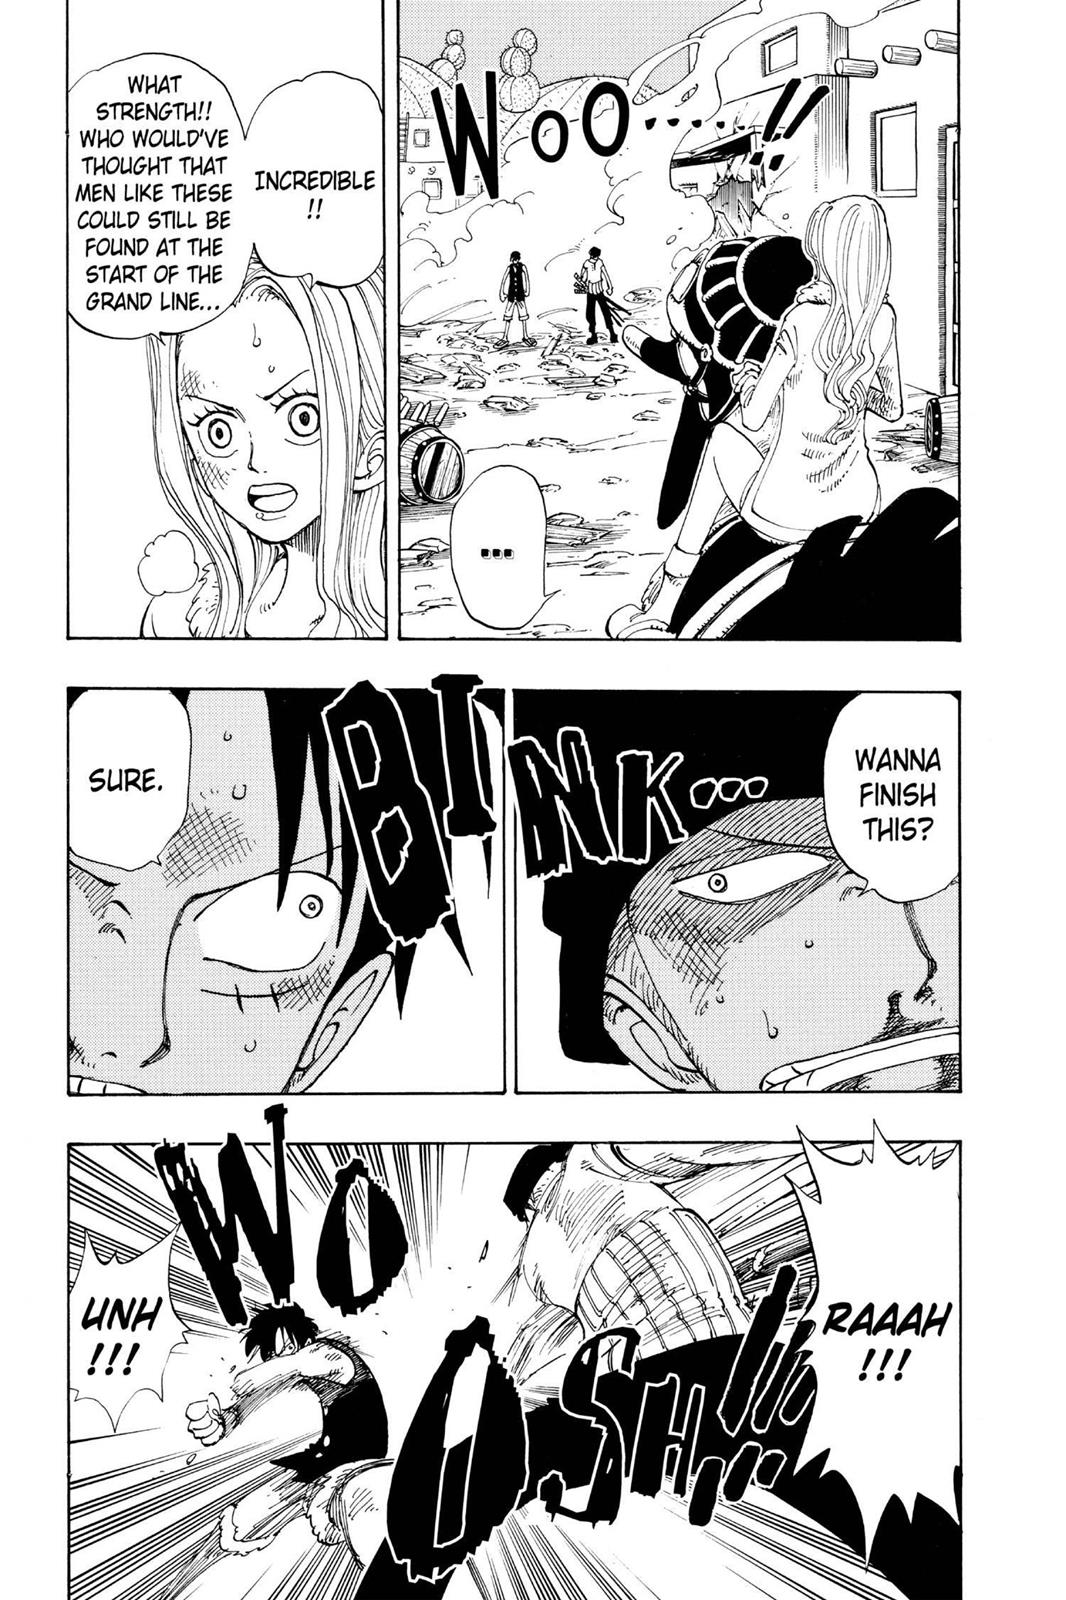 WOO....!!
...
INCREDIBLE
!!
WHAT
STRENGTH!!
WHO WOULD'VE
THOUGHT THAT
MEN LIKE THESE
COULD STILL BE
FOUND AT THE
START OF THE
GRAND LINE...
WANNA
FINISH
THIS?
BINK...
SURE.
RAAAH
!!!
WOOSH!!!
UNH
!!!